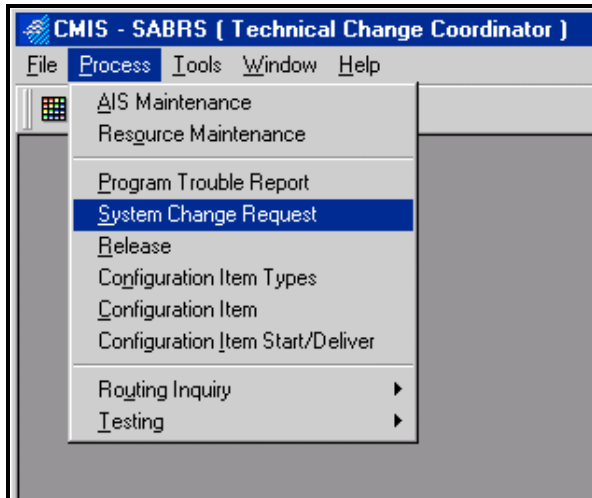 CMIS - SABRS ( Technical Change Coordinator )
File Process Tools Window Help
AIS Maintenance
Resource Maintenance
Program Trouble Report
System Change Request
Release
Configuration Item Types
Configuration Item
Configuration Item Start/Deliver
Routing Inquiry
Testing